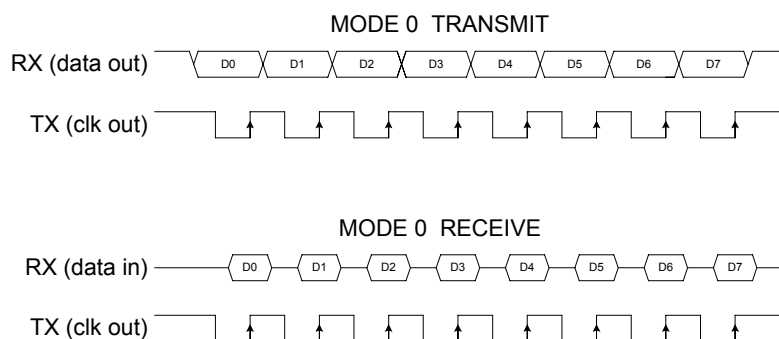 MODE 0 TRANSMIT
RX (data out) D0 D1 D2 D3 D4 D5 D6 D7
TX (clk out)
MODE 0 RECEIVE
RX (data in) D0 D1 D2 D3 D4 D5 D6 D7
TX (clk out)